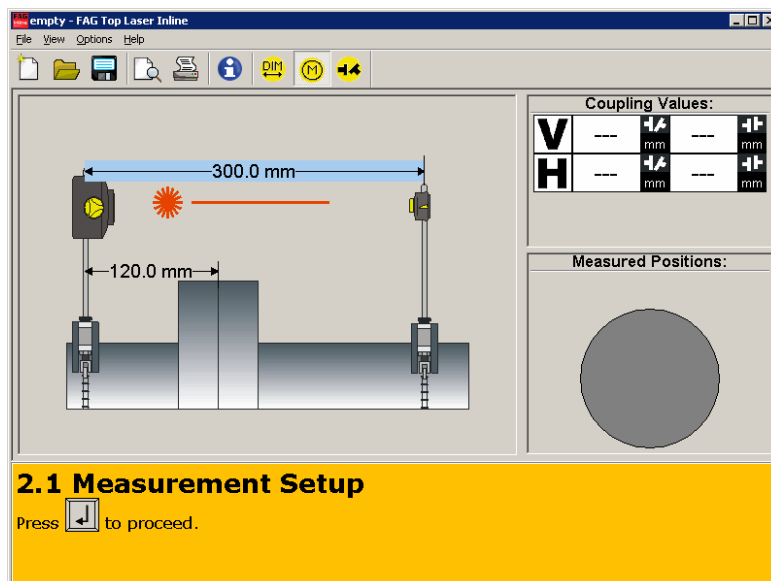 empty - FAG Top Laser Inline
File View Options Help
DIM M
Coupling Values:
300.0 mm
V --- mm --- mm
H --- mm --- mm
120.0 mm
Measured Positions:
2.1 Measurement Setup
Press to proceed.